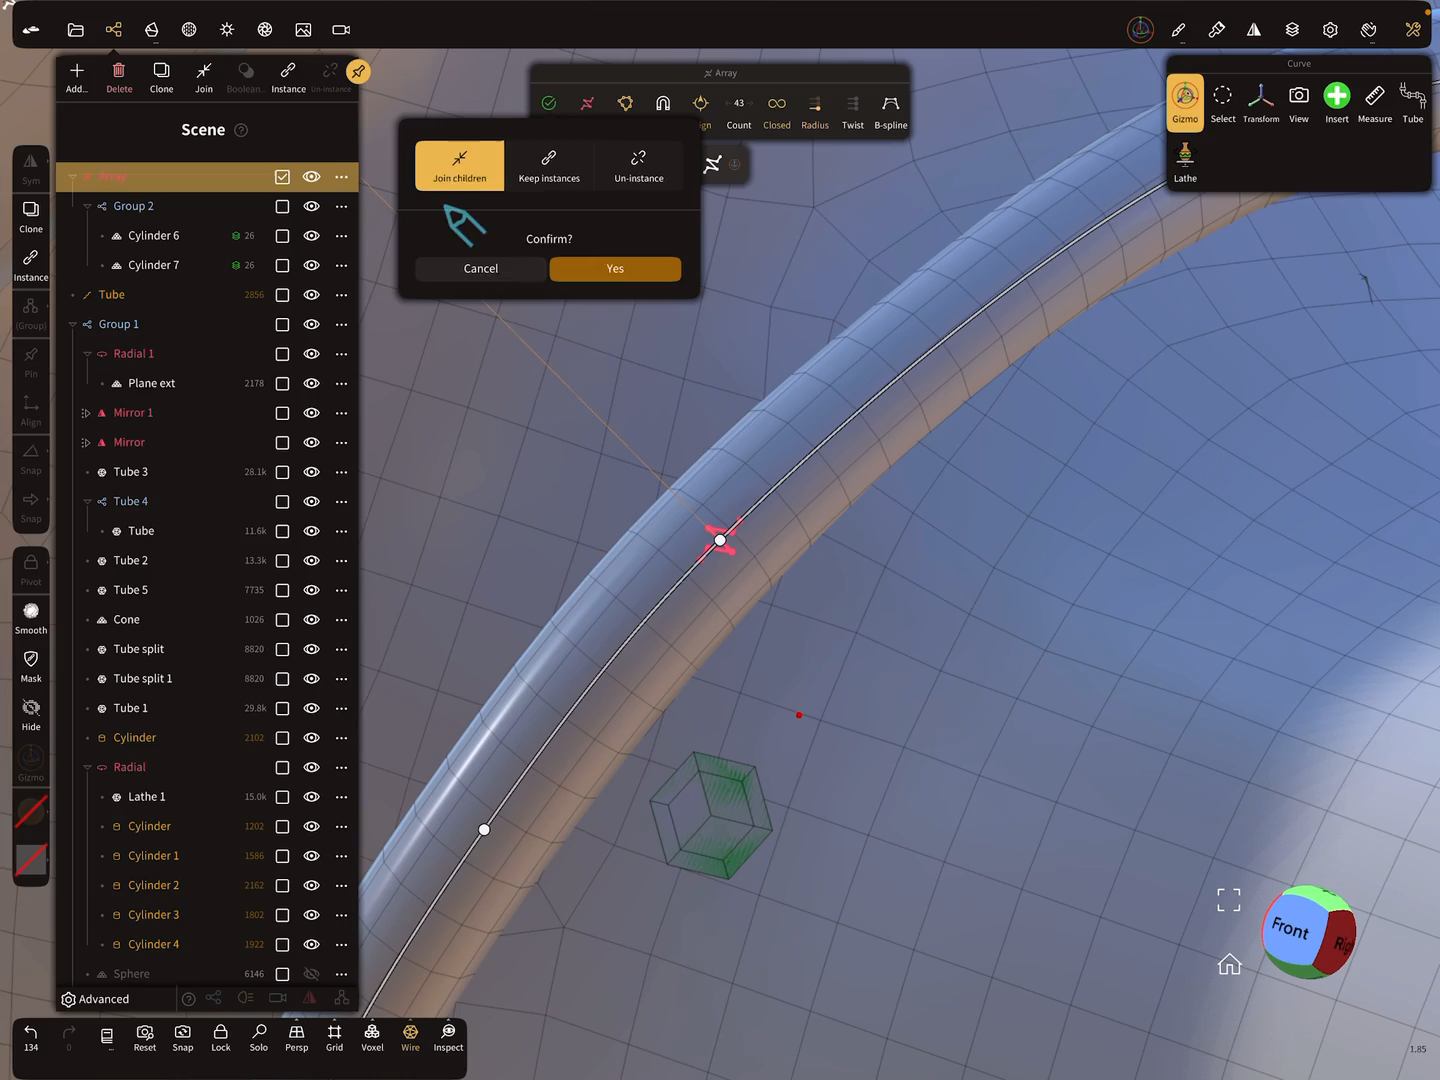 Add...
Delete
Clone
Join
Boolean...
Instance
Un-instance
Scene
Array
Group 2
Cylinder 6 26
Cylinder 7 26
Tube 2856
Group 1
Radial 1
Plane ext 2178
Mirror 1
Mirror
Tube 3 28.1k
Tube 4
Tube 11.6k
Tube 2 13.3k
Tube 5 7735
Cone 1026
Tube split 8820
Tube split 1 8820
Tube 1 29.8k
Cylinder 2102
Radial
Lathe 1 15.0k
Cylinder 1202
Cylinder 1 1586
Cylinder 2 2162
Cylinder 3 1802
Cylinder 4 1922
Sphere 6146
Advanced
Sym
Clone
Instance
(Group)
Pin
Align
Snap
Snap
Pivot
Smooth
Mask
Hide
Gizmo
134
0
...
Reset
Snap
Lock
Solo
Persp
Grid
Voxel
Wire
Inspect
Array
43
Count
Closed
Radius
Twist
B-spline
Join children
Keep instances
Un-instance
Confirm?
Cancel
Yes
Curve
Gizmo
Select
Transform
View
Insert
Measure
Tube
Lathe
Front
1.85